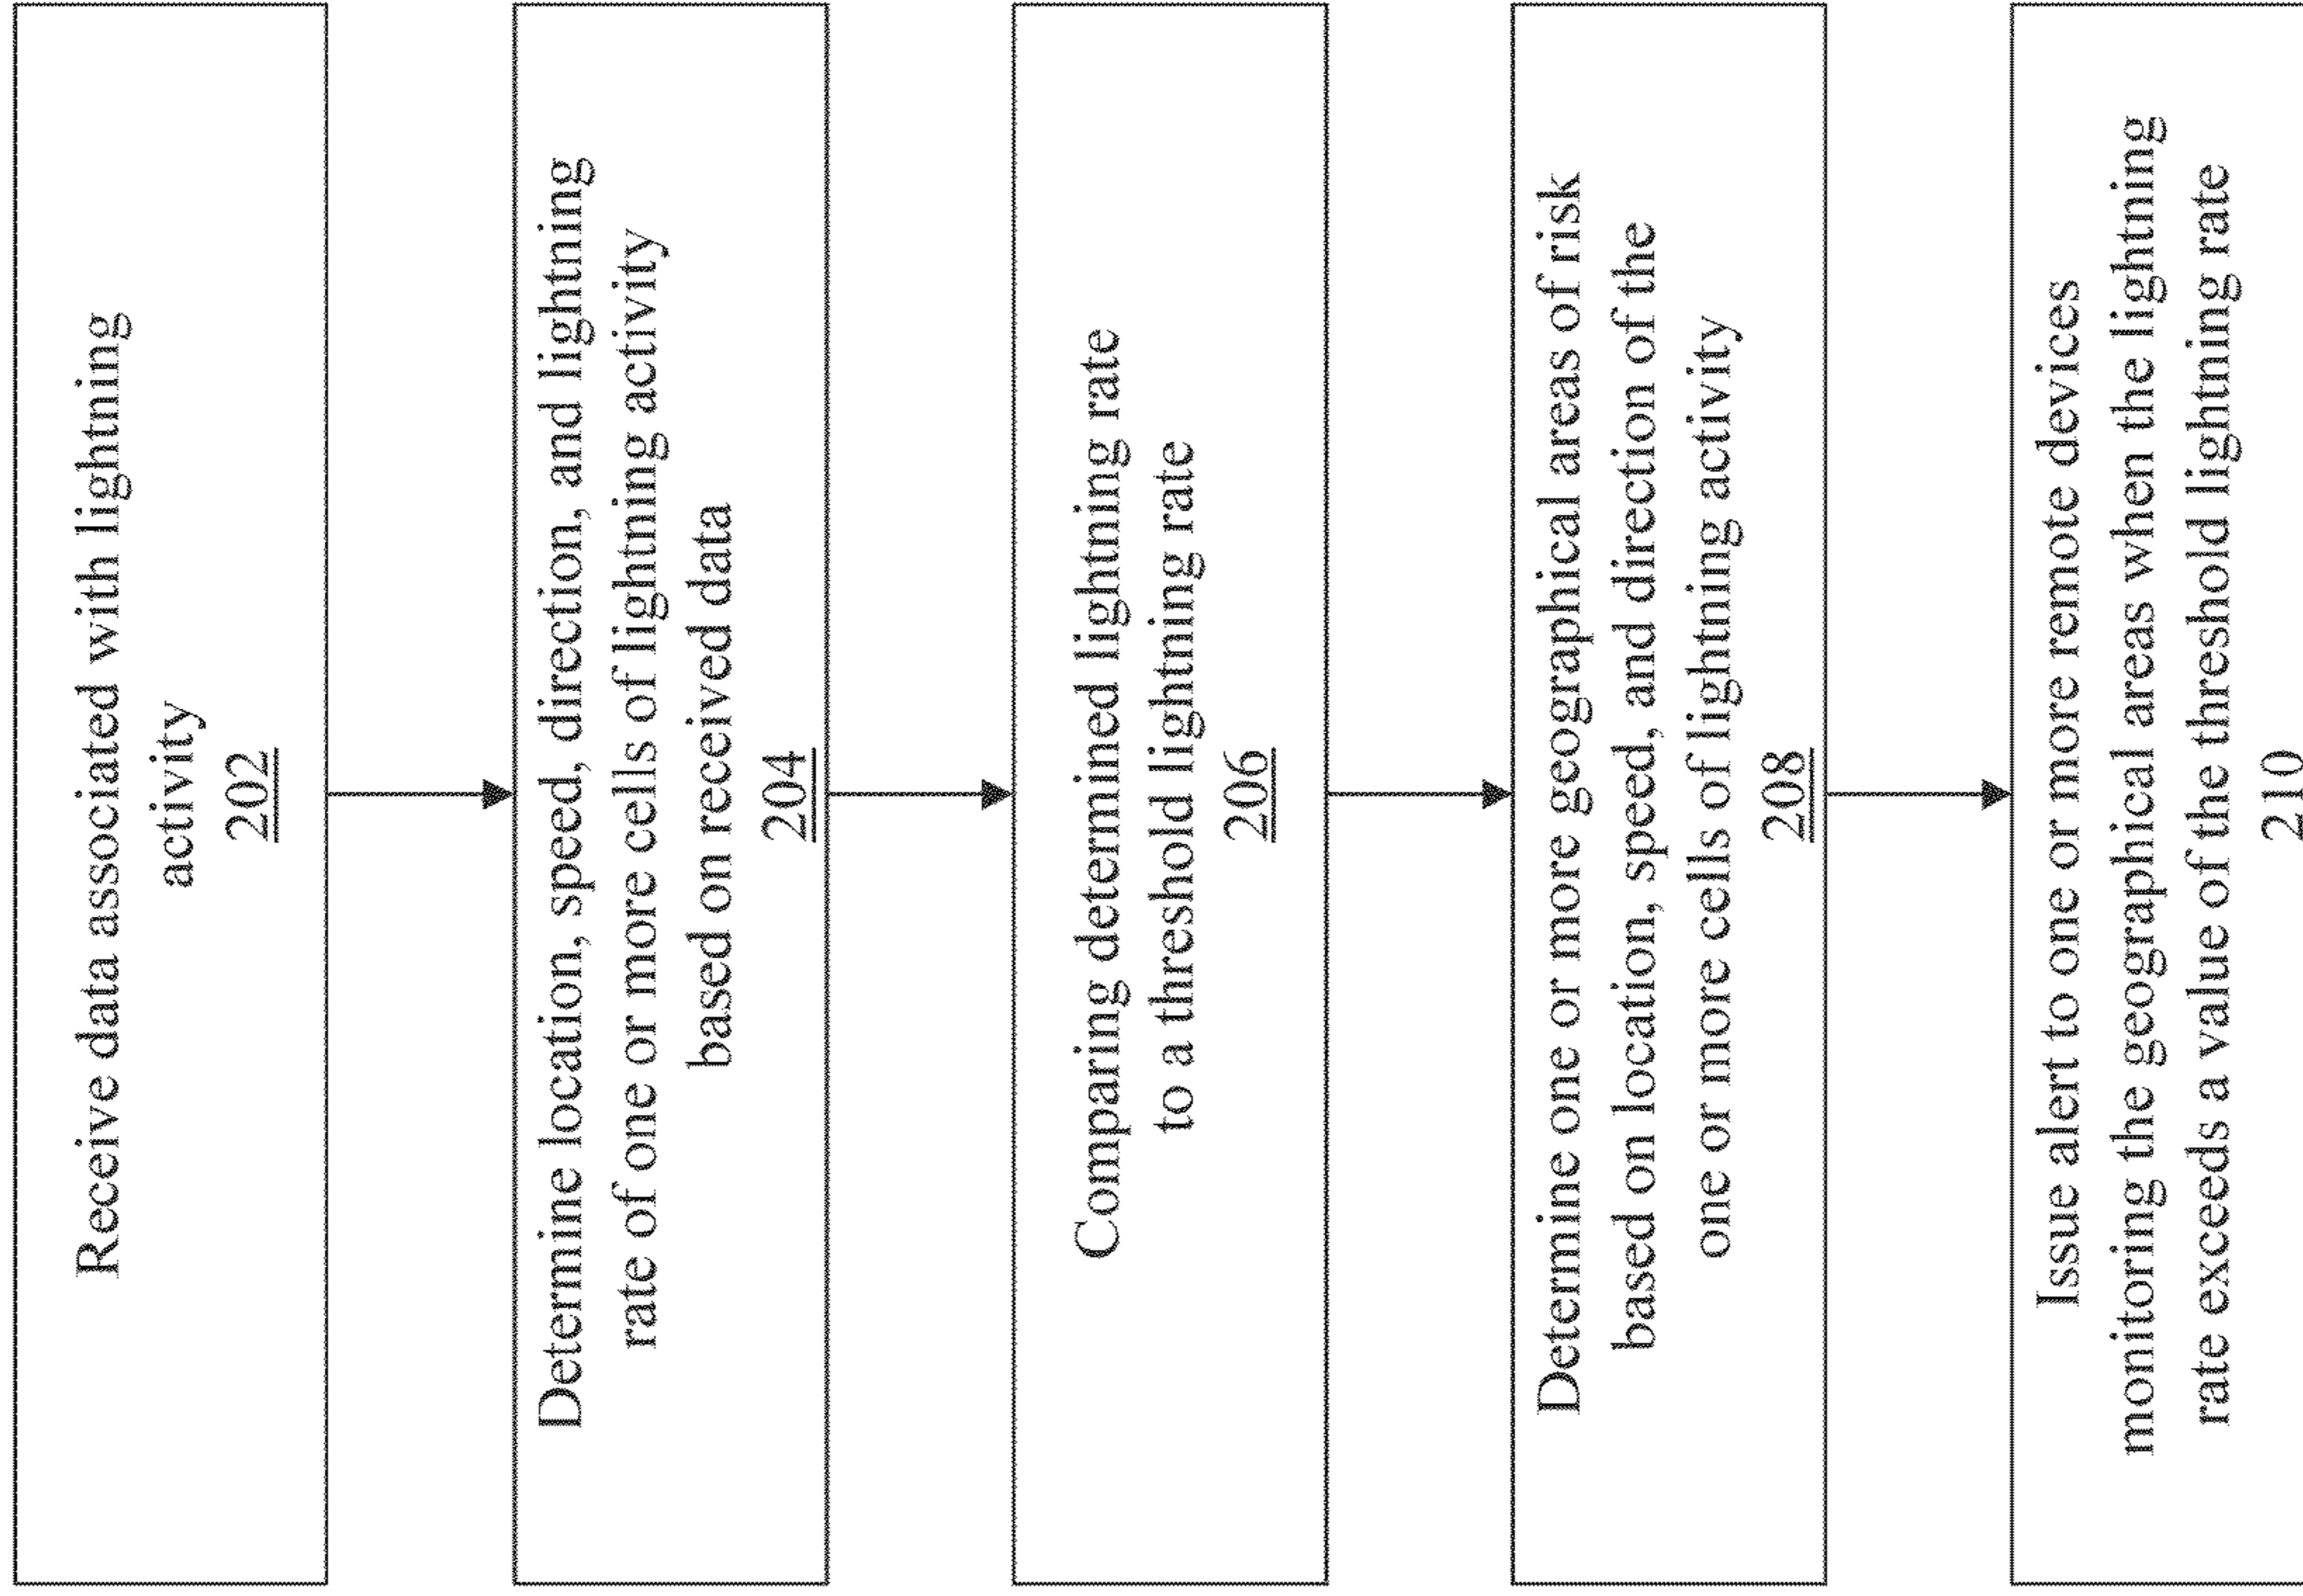 Receive data associated with lightning
activity
202
Determine location, speed, direction, and lightning
rate of one or more cells of lightning activity
based on received data
204
Comparing determined lightning rate
to a threshold lightning rate
206
Determine one or more geographical areas of risk
based on location, speed, and direction of the
one or more cells of lightning activity
208
Issue alert to one or more remote devices
monitoring the geographical areas when the lightning
rate exceeds a value of the threshold lightning rate
210